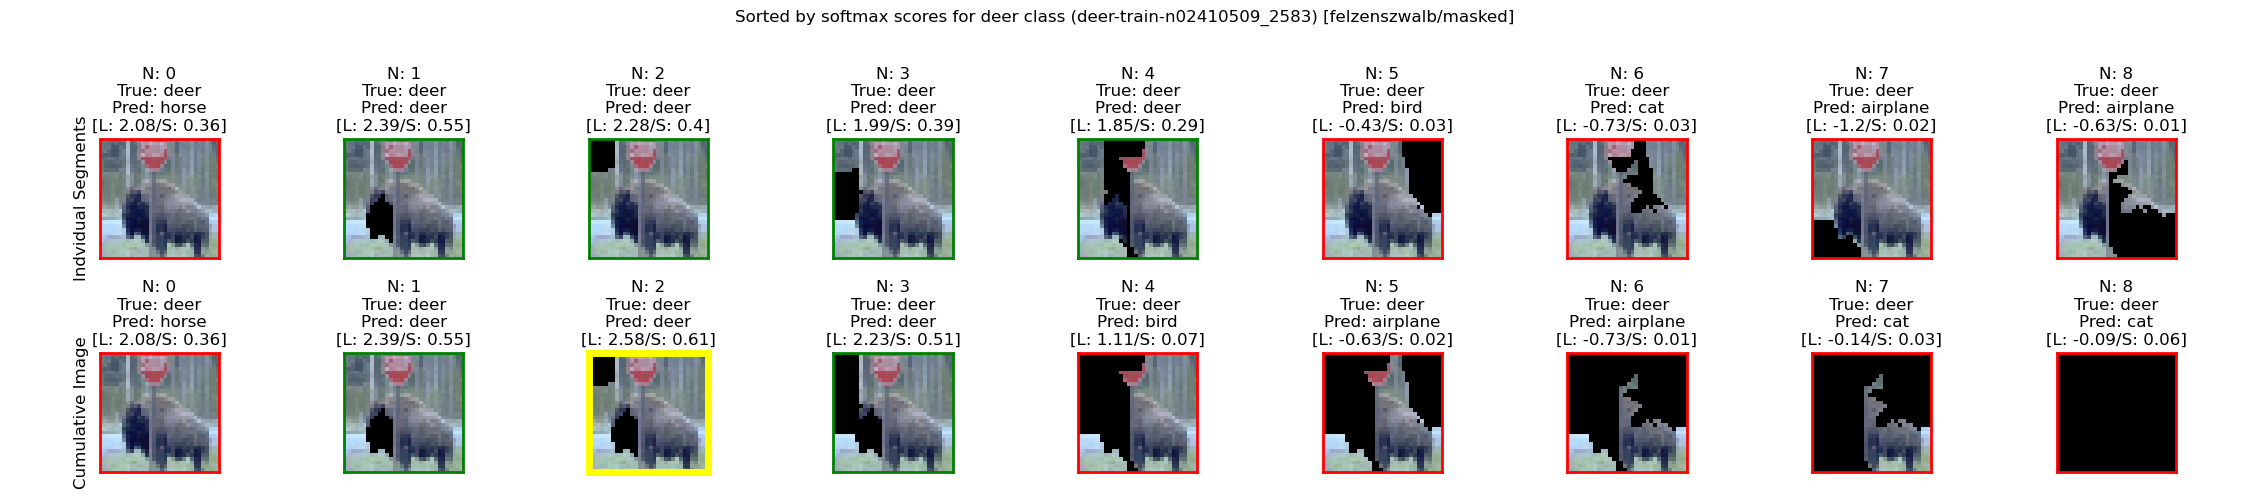 Sorted by softmax scores for deer class (deer-train-n02410509_2583) [felzenszwalb/masked]
Indvidual Segments
N: 0
True: deer
Pred: horse
[L: 2.08/S: 0.36]
N: 1
True: deer
Pred: deer
[L: 2.39/S: 0.55]
N: 2
True: deer
Pred: deer
[L: 2.28/S: 0.4]
N: 3
True: deer
Pred: deer
[L: 1.99/S: 0.39]
N: 4
True: deer
Pred: deer
[L: 1.85/S: 0.29]
N: 5
True: deer
Pred: bird
[L: -0.43/S: 0.03]
N: 6
True: deer
Pred: cat
[L: -0.73/S: 0.03]
N: 7
True: deer
Pred: airplane
[L: -1.2/S: 0.02]
N: 8
True: deer
Pred: airplane
[L: -0.63/S: 0.01]
Cumulative Image
N: 0
True: deer
Pred: horse
[L: 2.08/S: 0.36]
N: 1
True: deer
Pred: deer
[L: 2.39/S: 0.55]
N: 2
True: deer
Pred: deer
[L: 2.58/S: 0.61]
N: 3
True: deer
Pred: deer
[L: 2.23/S: 0.51]
N: 4
True: deer
Pred: bird
[L: 1.11/S: 0.07]
N: 5
True: deer
Pred: airplane
[L: -0.63/S: 0.02]
N: 6
True: deer
Pred: airplane
[L: -0.73/S: 0.01]
N: 7
True: deer
Pred: cat
[L: -0.14/S: 0.03]
N: 8
True: deer
Pred: cat
[L: -0.09/S: 0.06]